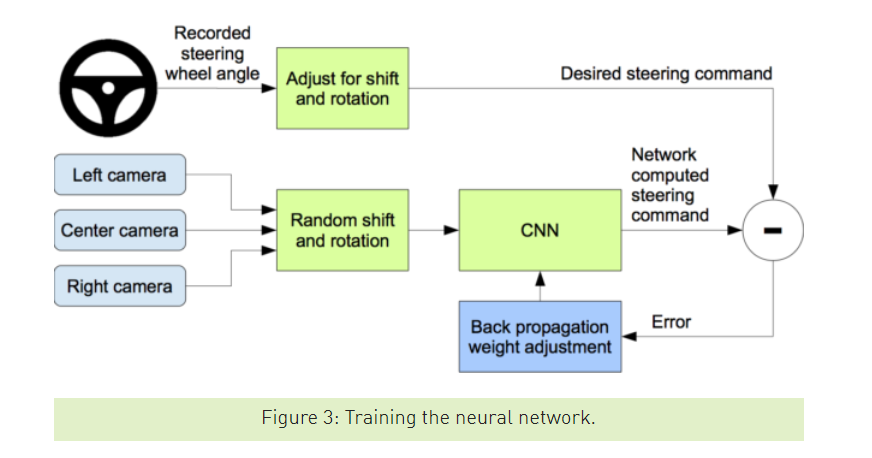 Recorded
steering
wheel angle
Adjust for shift
and rotation
Desired steering command
Left camera
Center camera
Right camera
Random shift
and rotation
CNN
Network
computed
steering
command
-
Back propagation
weight adjustment
Error
Figure 3: Training the neural network.